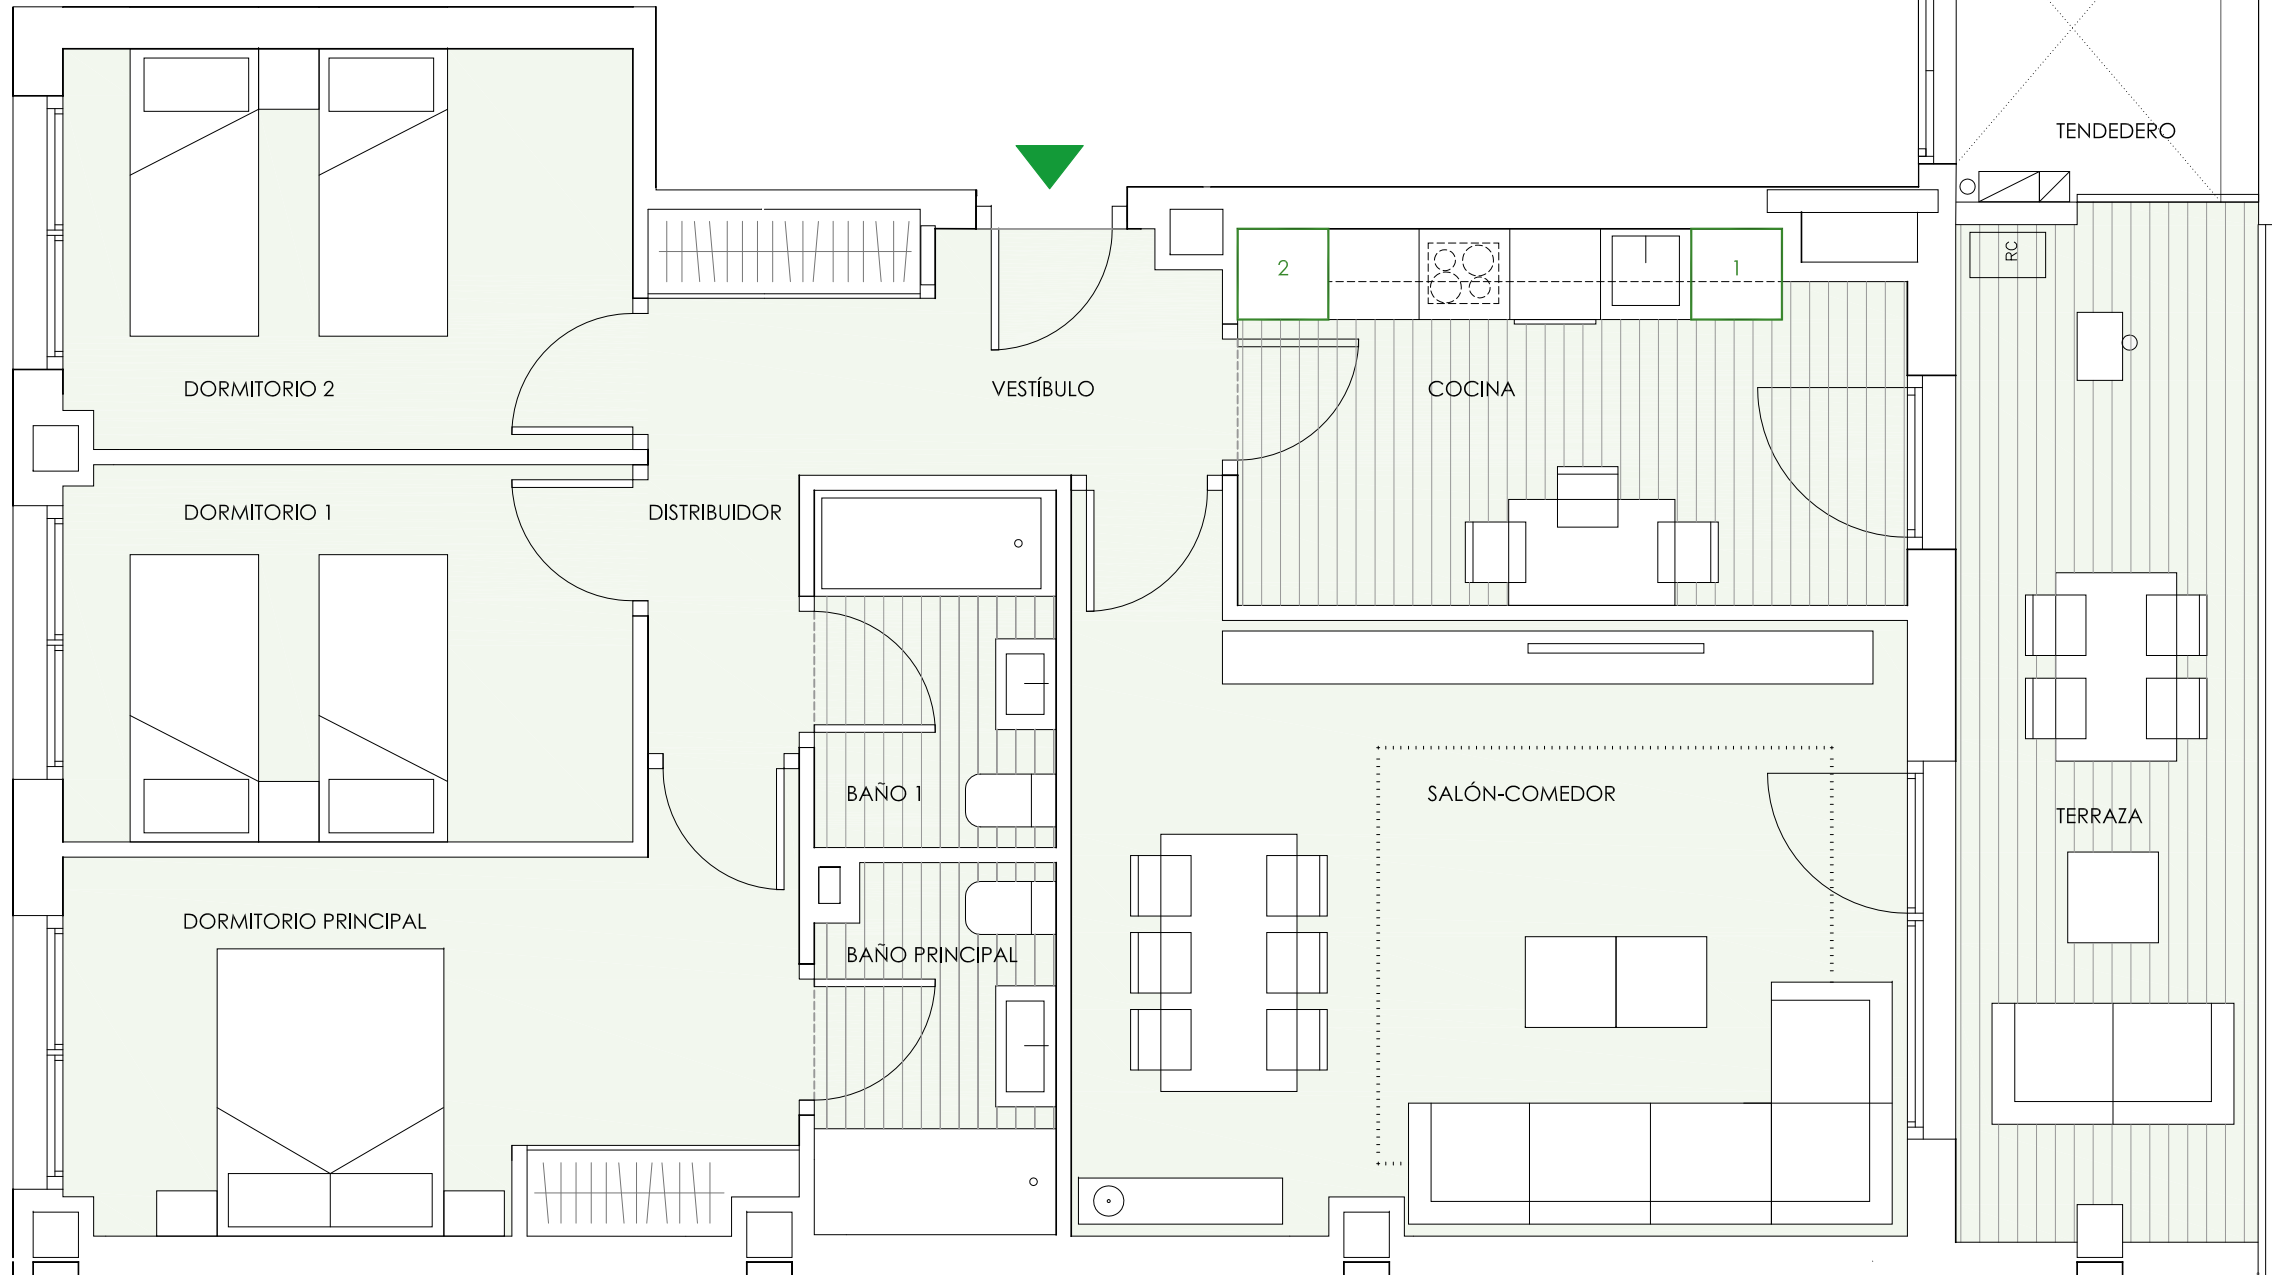 TENDEDERO
RC
2
1
DORMITORIO 2
VESTÍBULO
COCINA
DORMITORIO 1
DISTRIBUIDOR
BAÑO 1
SALÓN-COMEDOR
TERRAZA
DORMITORIO PRINCIPAL
BAÑO PRINCIPAL